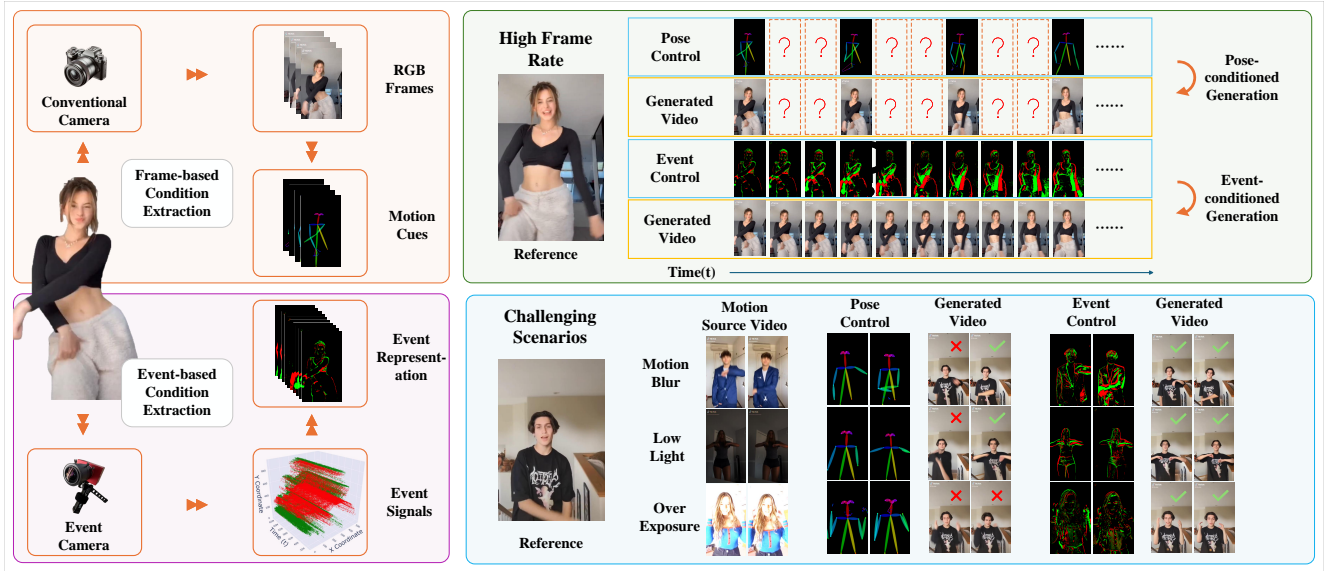 Conventional
Camera
RGB
Frames
Frame-based
Condition
Extraction
Motion
Cues
Event-based
Condition
Extraction
Event
Represent-
ation
Event
Camera
Y Coordinate
Time (t)
X Coordinate
Event
Signals
High Frame
Rate
Reference
Pose
Control
? ? ? ? ? ?
......
Generated
Video
? ? ? ? ? ?
......
Pose-
conditioned
Generation
Event
Control
......
Generated
Video
......
Event-
conditioned
Generation
Time(t)
Challenging
Scenarios
Reference
Motion
Source Video
Pose
Control
Generated
Video
Event
Control
Generated
Video
Motion
Blur
Low
Light
Over
Exposure